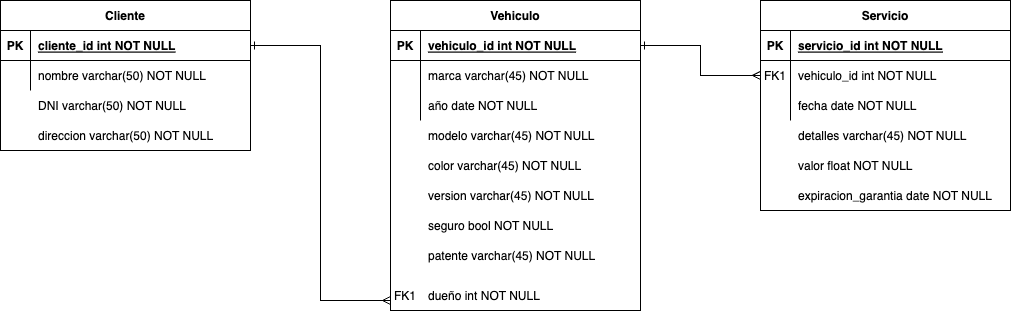 Cliente
PK cliente_id int NOT NULL
nombre varchar(50) NOT NULL
DNI varchar(50) NOT NULL
direccion varchar(50) NOT NULL
Vehiculo
PK vehiculo_id int NOT NULL
marca varchar(45) NOT NULL
año date NOT NULL
modelo varchar(45) NOT NULL
color varchar(45) NOT NULL
version varchar(45) NOT NULL
seguro bool NOT NULL
patente varchar(45) NOT NULL
FK1 dueño int NOT NULL
Servicio
PK servicio_id int NOT NULL
FK1 vehiculo_id int NOT NULL
fecha date NOT NULL
detalles varchar(45) NOT NULL
valor float NOT NULL
expiracion_garantia date NOT NULL